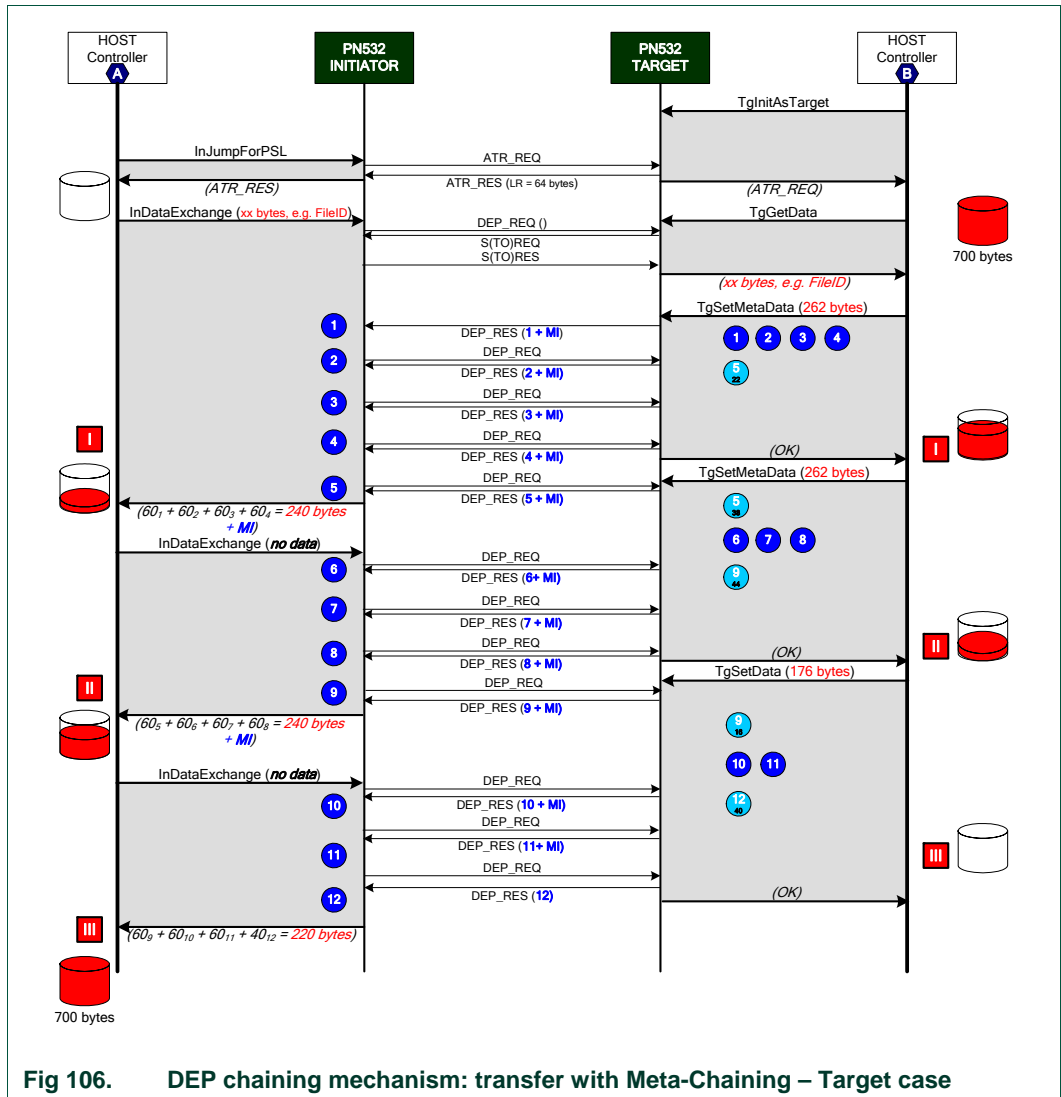 HOST
Controller
A
PN532
INITIATOR
PN532
TARGET
HOST
Controller
B
TgInitAsTarget
InJumpForPSL
ATR_REQ
(ATR_RES)
ATR_RES (LR = 64 bytes)
(ATR_REQ)
InDataExchange (xx bytes, e.g. FileID)
TgGetData
DEP_REQ ()
S(TO)REQ
S(TO)RES
700 bytes
(xx bytes, e.g. FileID)
TgSetMetaData (262 bytes)
1
DEP_RES (1 + MI)
1 2 3 4
DEP_REQ
2
DEP_RES (2 + MI)
5
22
DEP_REQ
3
DEP_RES (3 + MI)
DEP_REQ
4
I
(OK)
I
DEP_RES (4 + MI)
TgSetMetaData (262 bytes)
DEP_REQ
5
DEP_RES (5 + MI)
5
38
(60₁ + 60₂ + 60₃ + 60₄ = 240 bytes
+ MI)
6 7 8
InDataExchange (no data)
DEP_REQ
6
DEP_RES (6+ MI)
9
44
DEP_REQ
7
DEP_RES (7 + MI)
DEP_REQ
8
(OK)
II
DEP_RES (8 + MI)
TgSetData (176 bytes)
DEP_REQ
II
9
DEP_RES (9 + MI)
(60₅ + 60₆ + 60₇ + 60₈ = 240 bytes
+ MI)
9
16
10 11
InDataExchange (no data)
DEP_REQ
10
DEP_RES (10 + MI)
12
40
DEP_REQ
DEP_RES (11+ MI)
11
III
DEP_REQ
12
DEP_RES (12)
(OK)
III
(60₉ + 60₁₀ + 60₁₁ + 40₁₂ = 220 bytes)
700 bytes
Fig 106. DEP chaining mechanism: transfer with Meta-Chaining – Target case